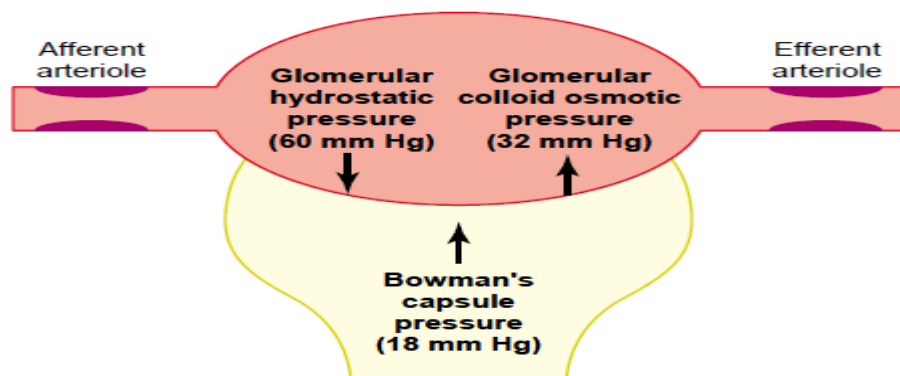 Afferent
arteriole
Efferent
arteriole
Glomerular
hydrostatic
pressure
(60 mm Hg)
Glomerular
colloid osmotic
pressure
(32 mm Hg)
Bowman's
capsule
pressure
(18 mm Hg)